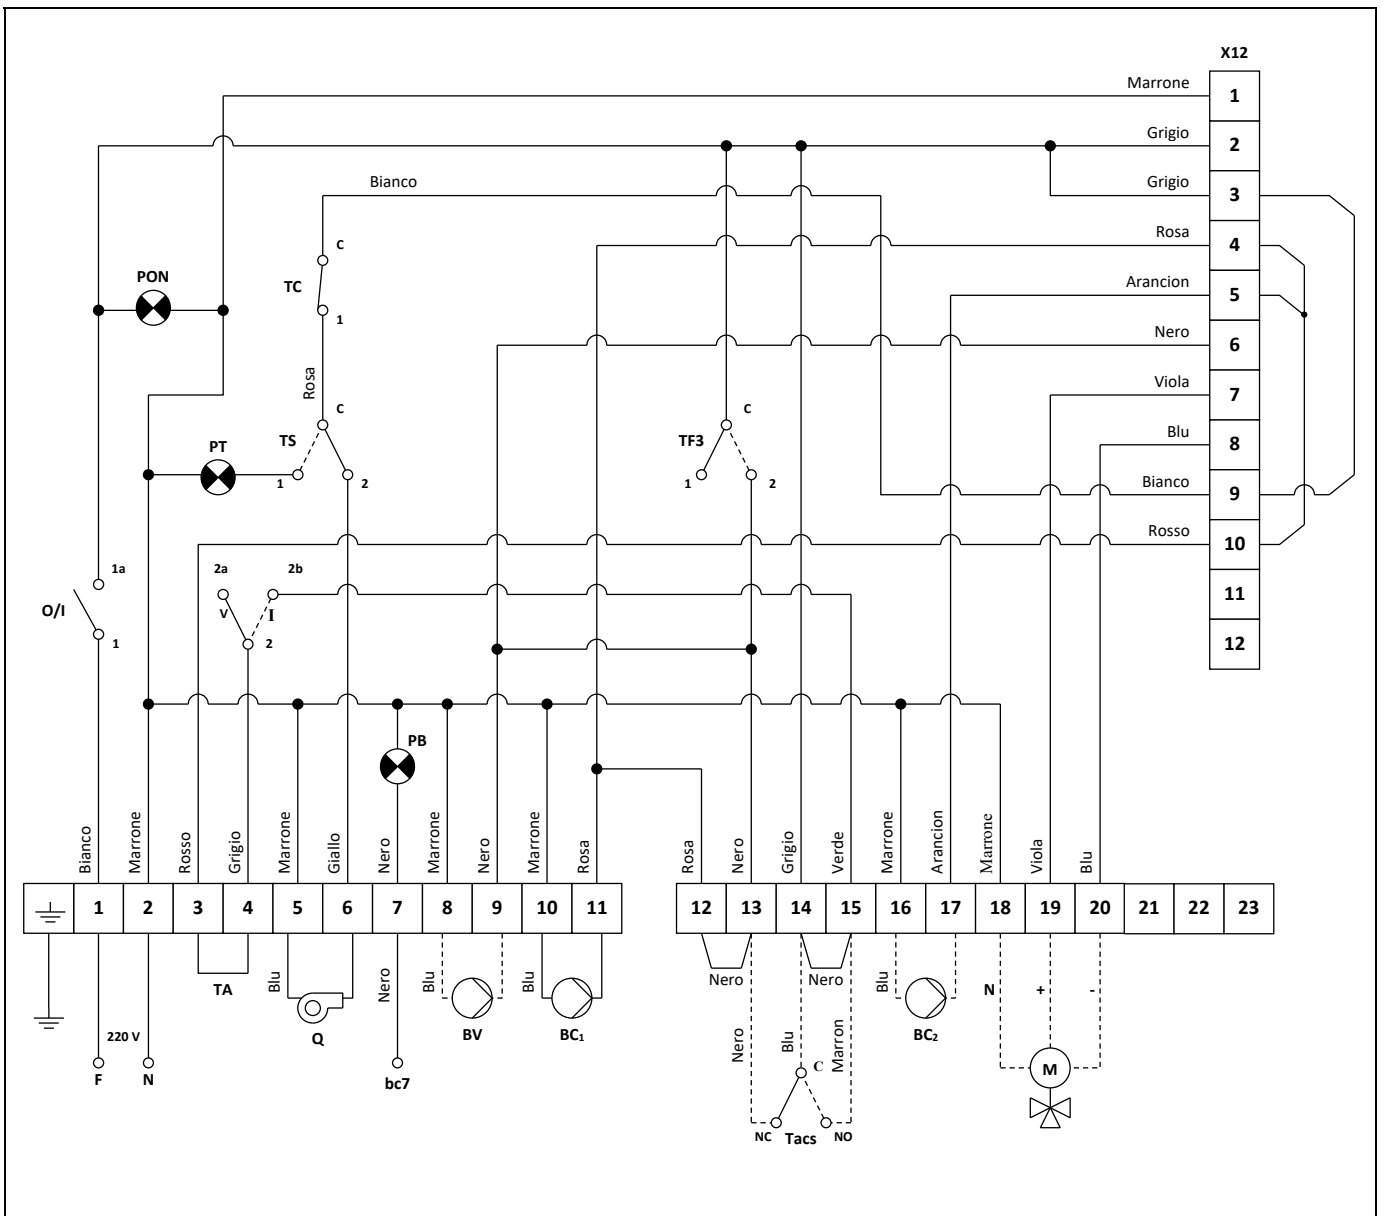 X12
Marrone
1
Grigio
2
Bianco
Grigio
3
Rosa
4
C
PON
TC
Arancion
5
1
Nero
6
Rosa
Viola
7
C
C
PT
TS
TF3
Blu
8
1
2
1
2
Bianco
9
Rosso
10
1a
2a
2b
11
O/I
V
I
1
2
12
PB
Bianco
Marrone
Rosso
Grigio
Marrone
Giallo
Nero
Marrone
Nero
Marrone
Rosa
Rosa
Nero
Grigio
Verde
Marrone
Arancion
Marrone
Viola
Blu
1 2 3 4 5 6 7 8 9 10 11
12 13 14 15 16 17 18 19 20 21 22 23
TA
Blu
Nero
Blu
Blu
Nero
Nero
Blu
N
+
-
220 V
Q
BV
BC1
Nero
Blu
Marron
BC2
F
N
bc7
C
M
NC
Tacs
NO